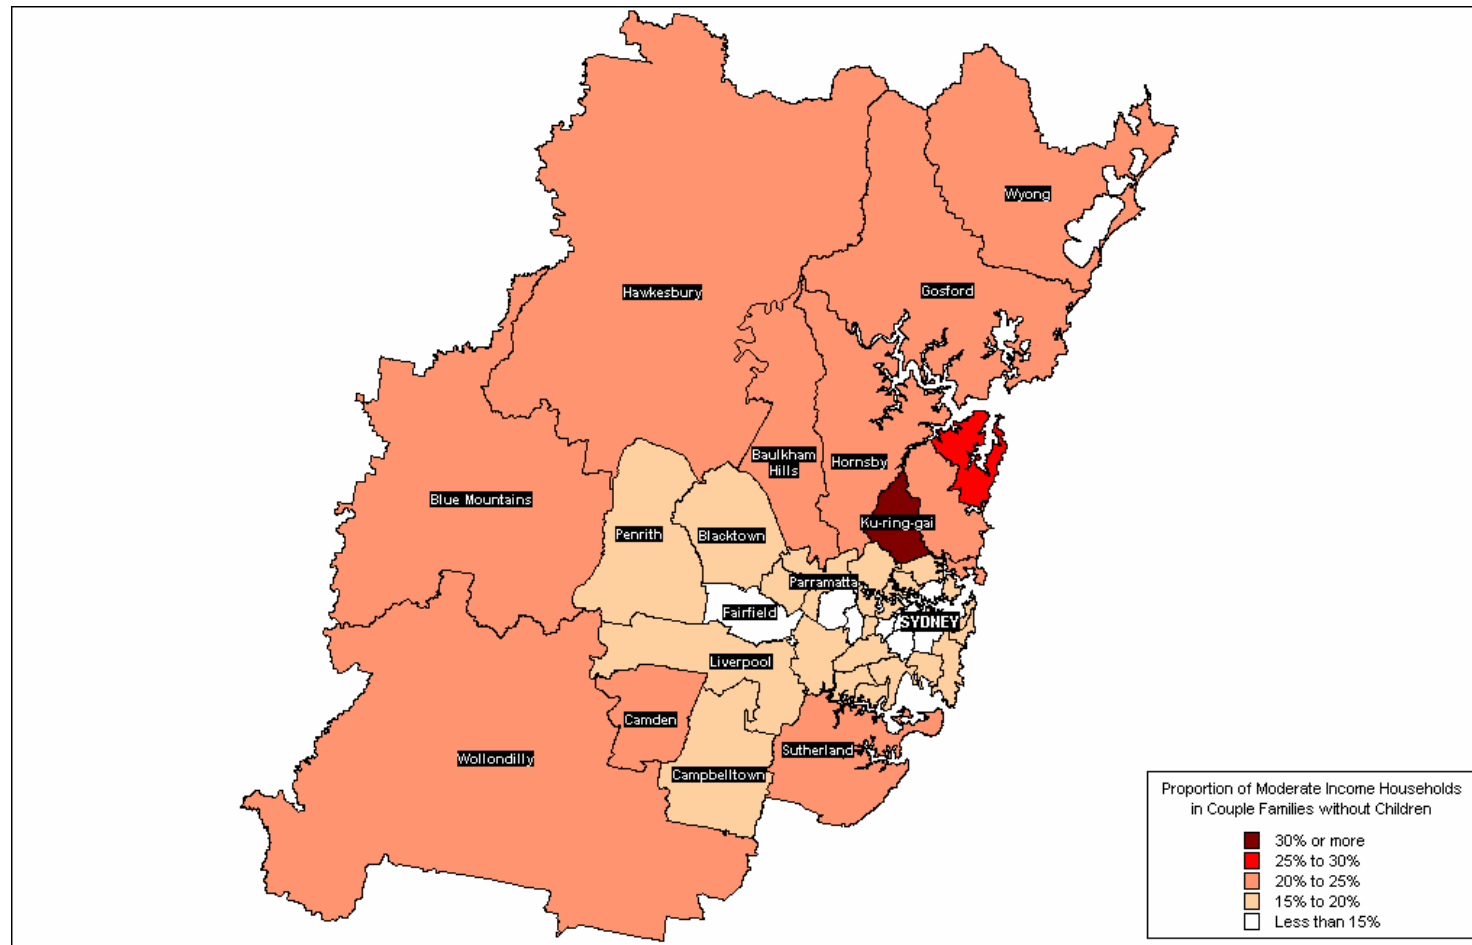 Wyong
Hawkesbury
Gosford
Baulkham
Hills
Hornsby
Blue Mountains
Ku-ring-gai
Penrith
Blacktown
Parramatta
Fairfield
SYDNEY
Liverpool
Camden
Sutherland
Wollondilly
Campbelltown
Proportion of Moderate Income Households
in Couple Families without Children
30% or more
25% to 30%
20% to 25%
15% to 20%
Less than 15%